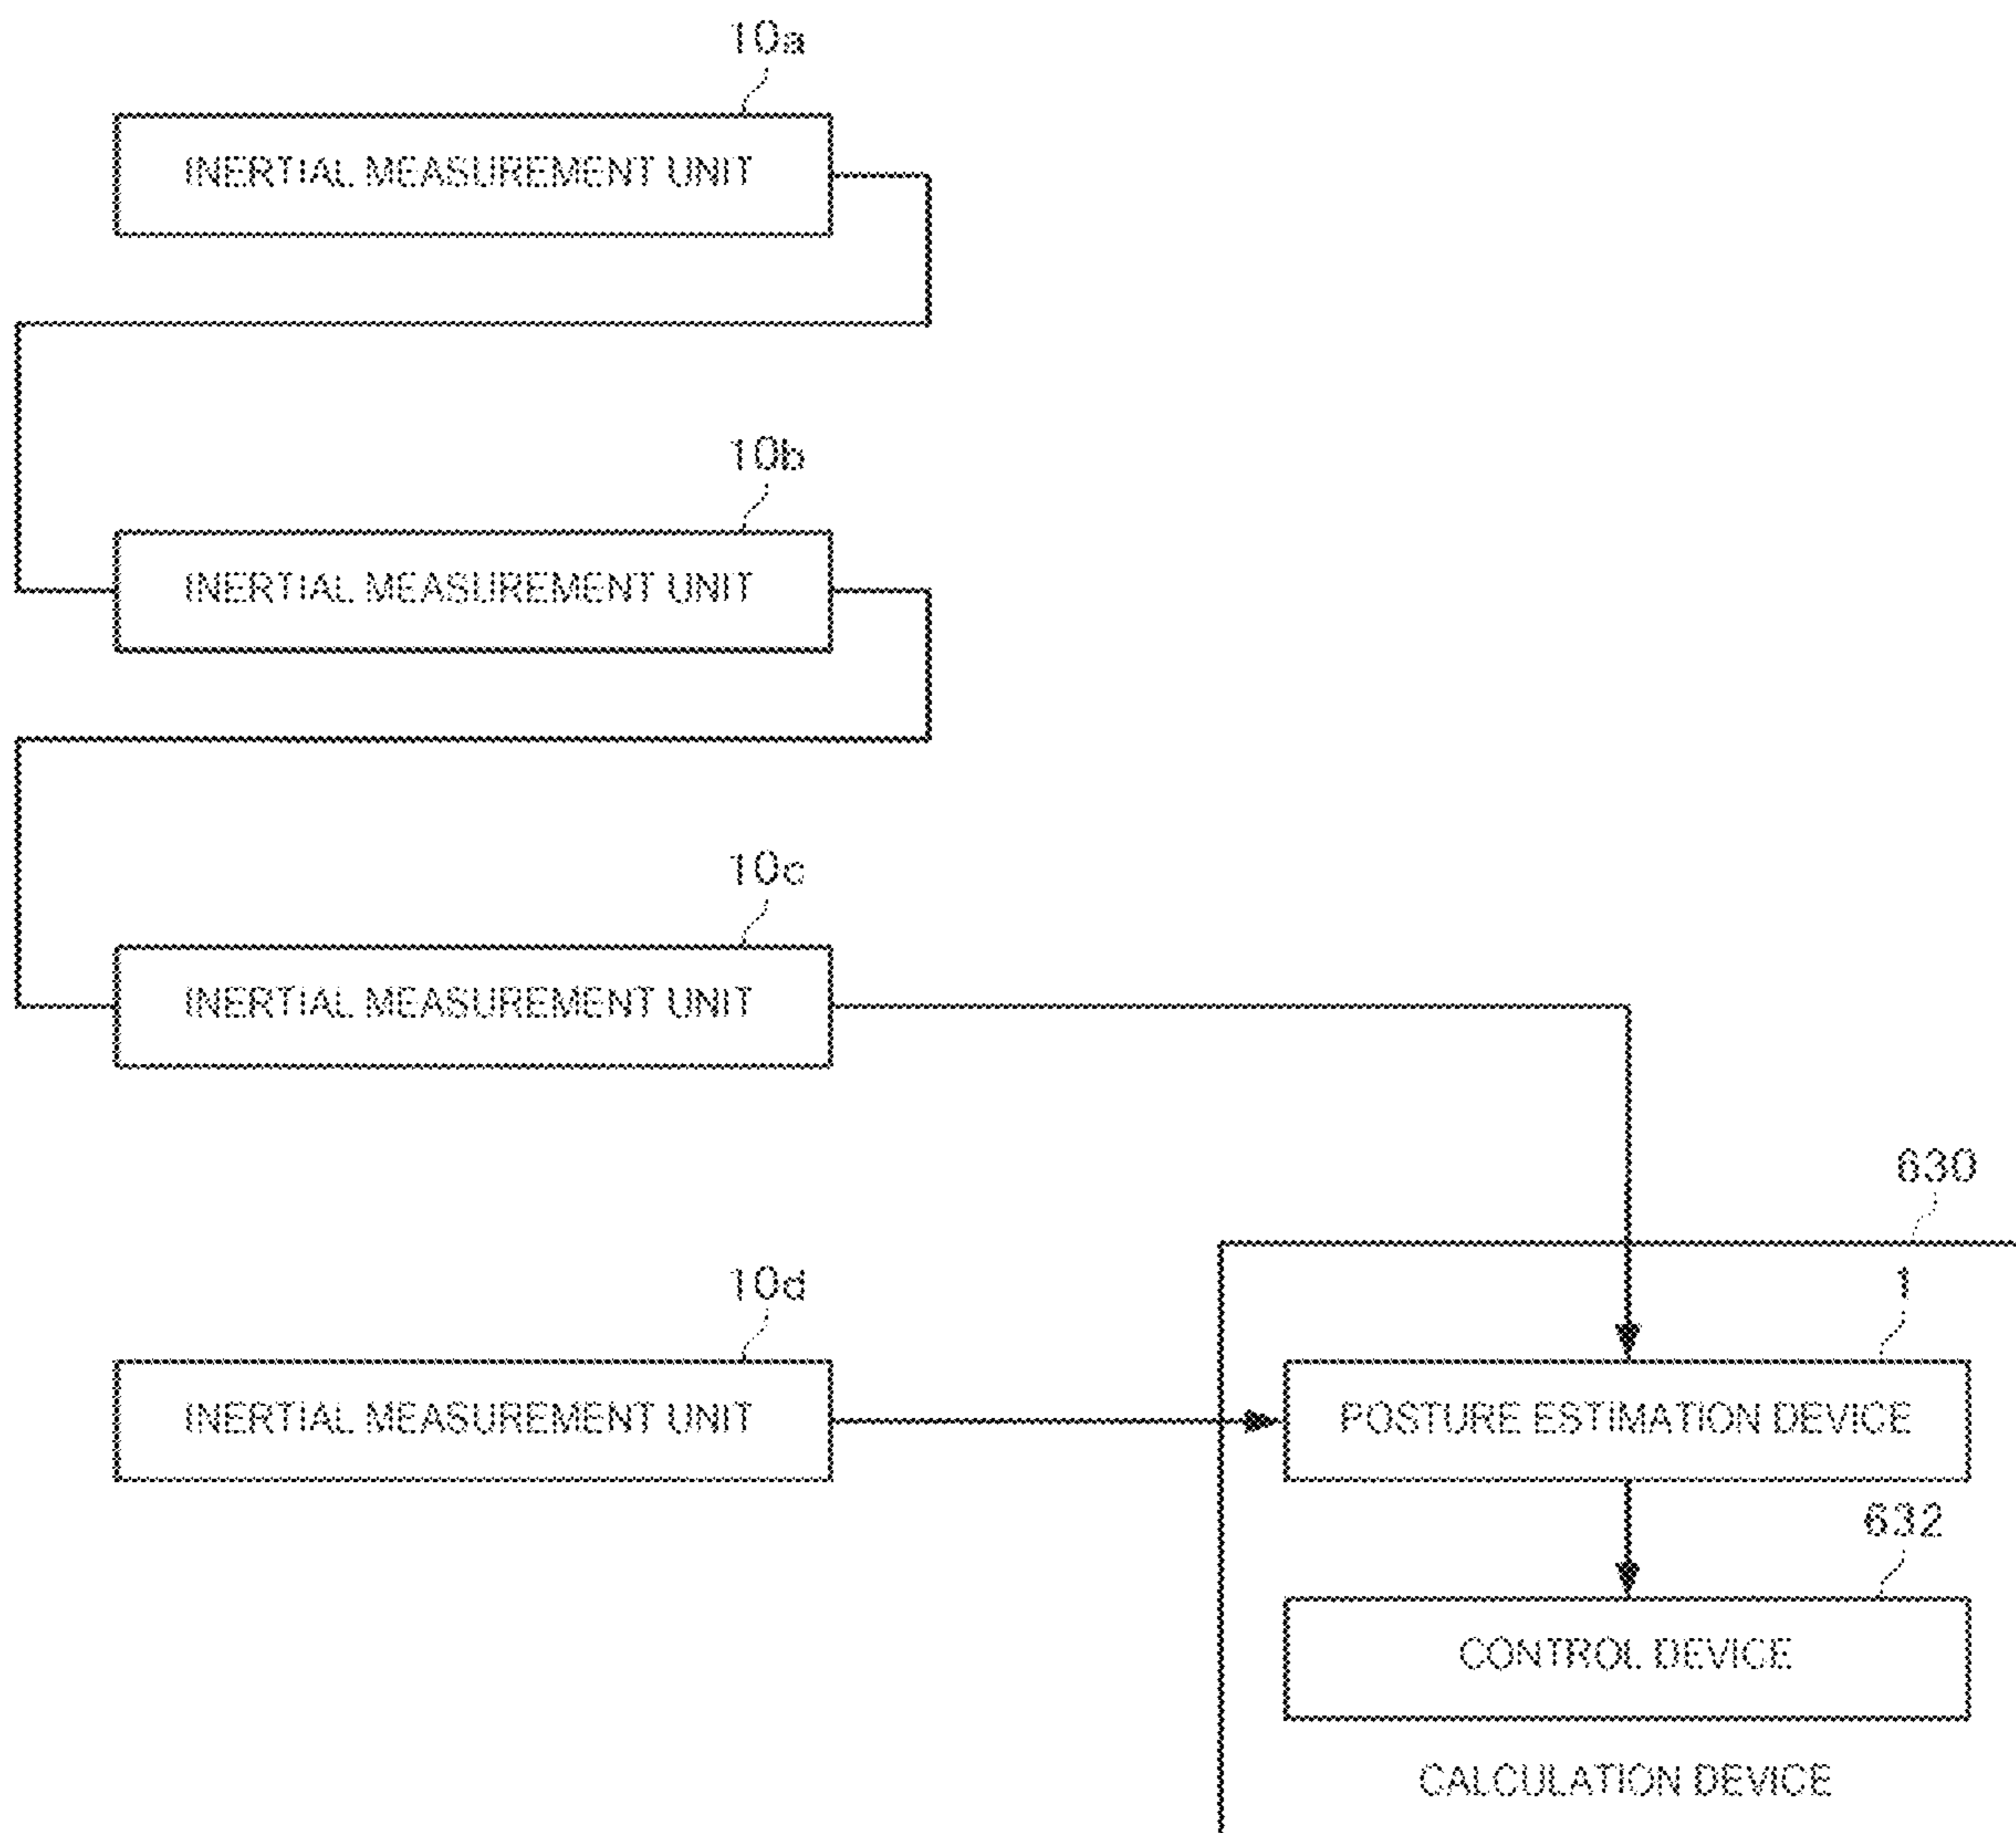 10a
INERTIAL MEASUREMENT UNIT
10b
INERTIAL MEASUREMENT UNIT
10c
INERTIAL MEASUREMENT UNIT
630
10d
1
INERTIAL MEASUREMENT UNIT
POSTURE ESTIMATION DEVICE
632
CONTROL DEVICE
CALCULATION DEVICE